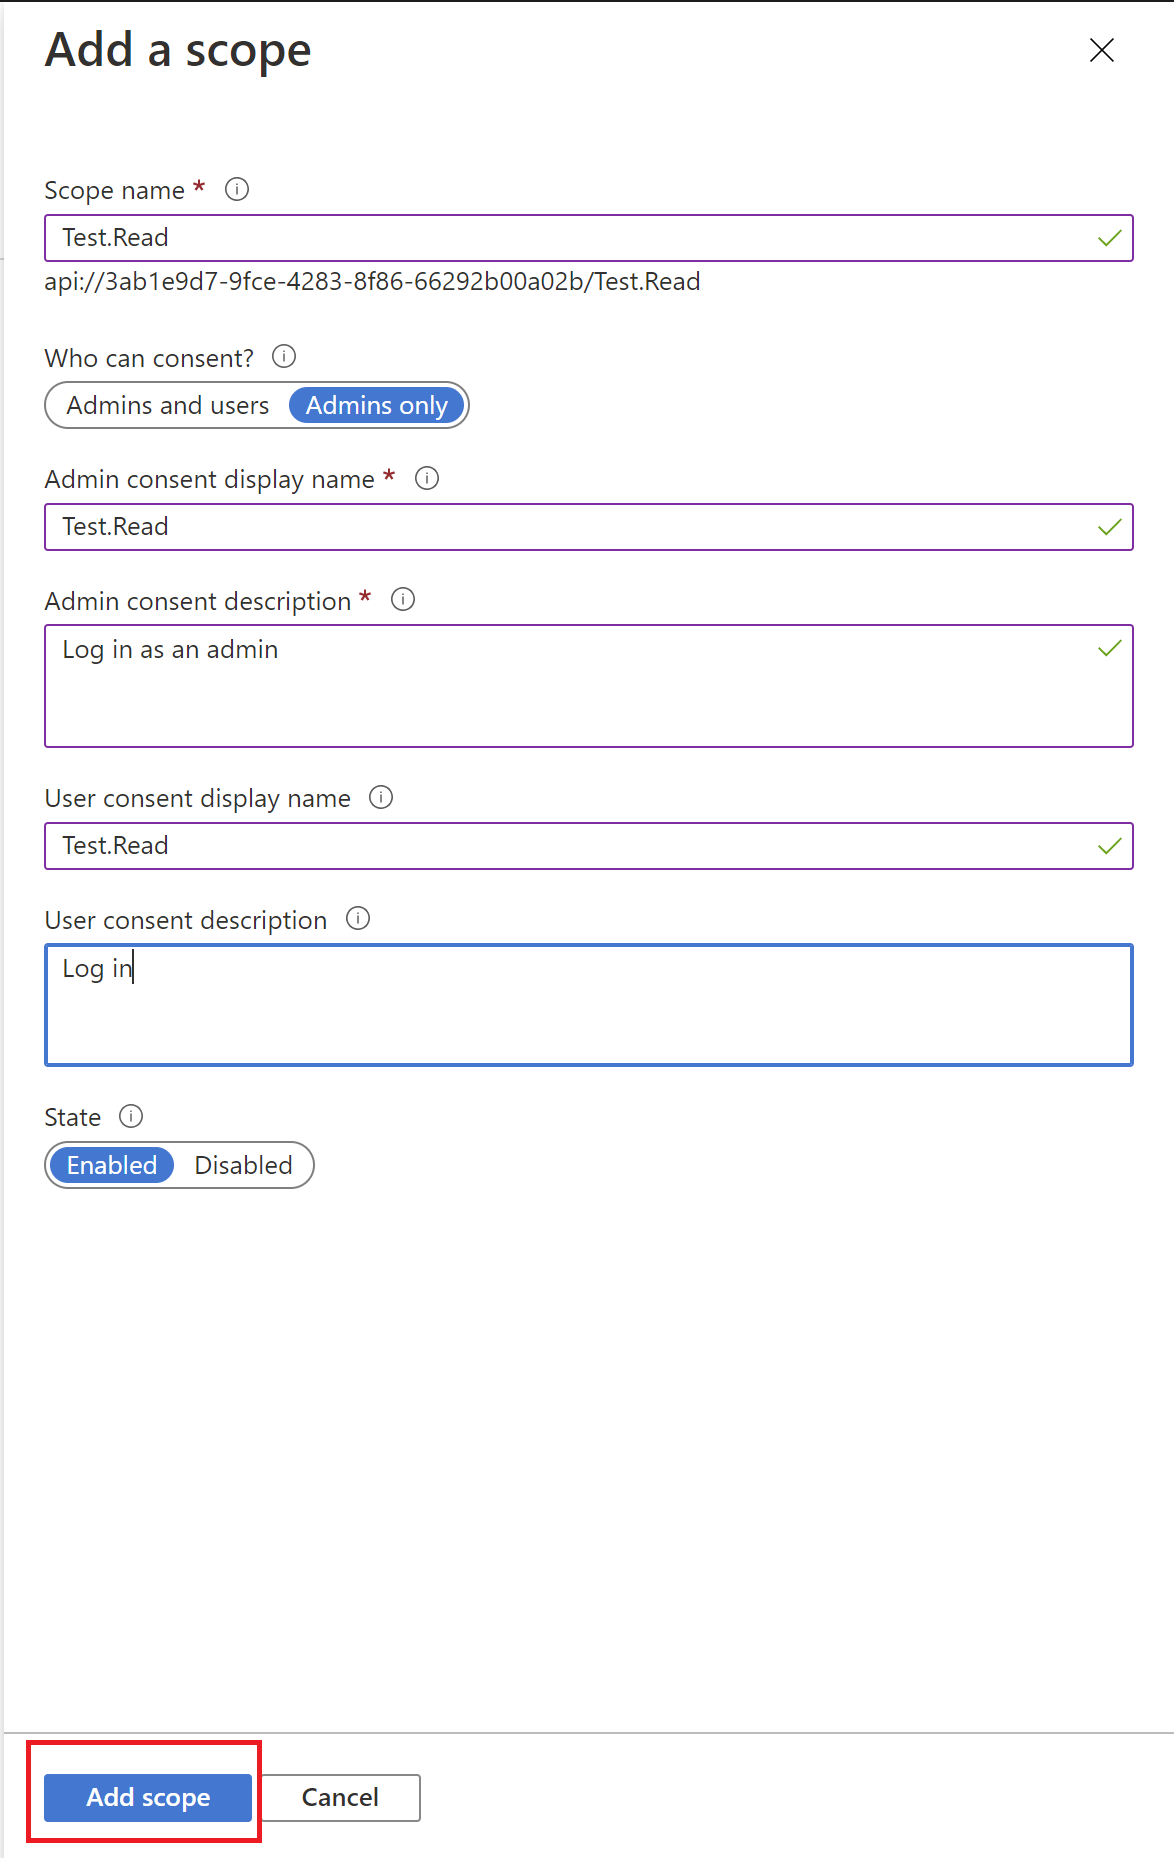 Add a scope
Scope name *
Test.Read
api://3ab1e9d7-9fce-4283-8f86-66292b00a02b/Test.Read
Who can consent?
Admins and users Admins only
Admin consent display name *
Test.Read
Admin consent description *
Log in as an admin
User consent display name
Test.Read
User consent description
Log in
State
Enabled Disabled
Add scope Cancel